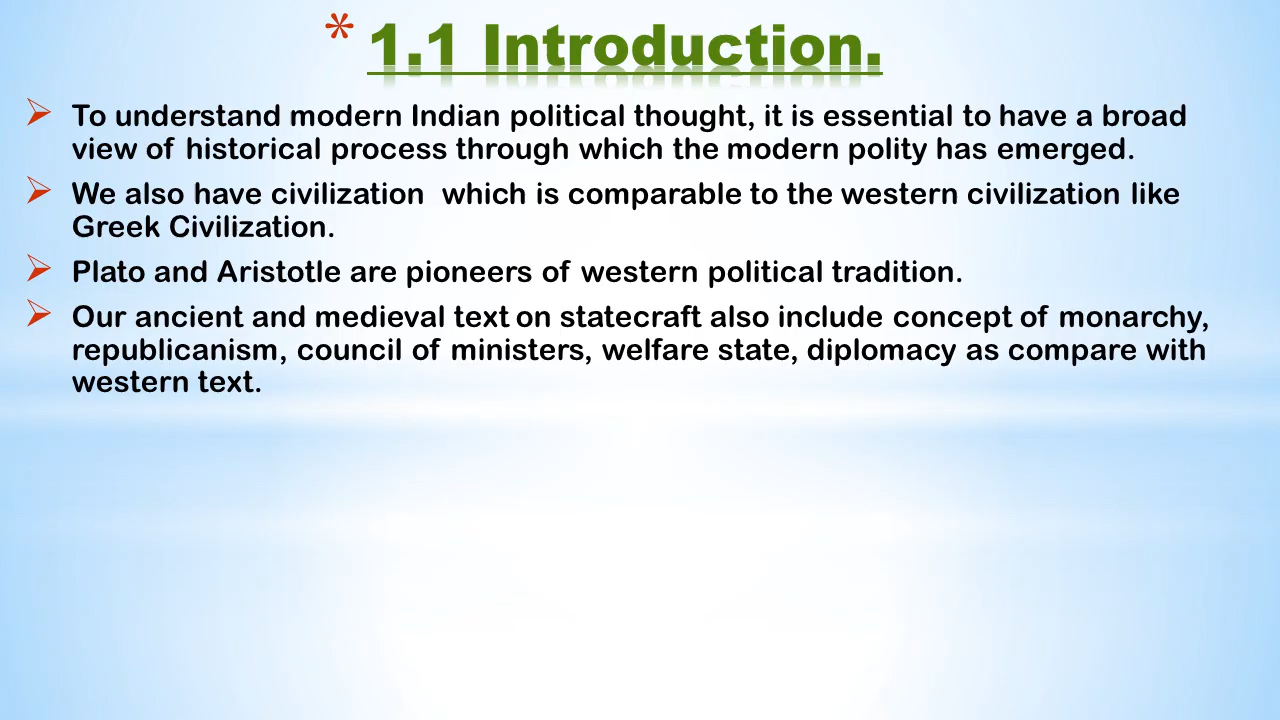 * 1.1 Introduction.
➢ To understand modern Indian political thought, it is essential to have a broad
view of historical process through which the modern polity has emerged.
➢ We also have civilization  which is comparable to the western civilization like
Greek Civilization.
➢ Plato and Aristotle are pioneers of western political tradition.
➢ Our ancient and medieval text on statecraft also include concept of monarchy,
republicanism, council of ministers, welfare state, diplomacy as compare with
western text.